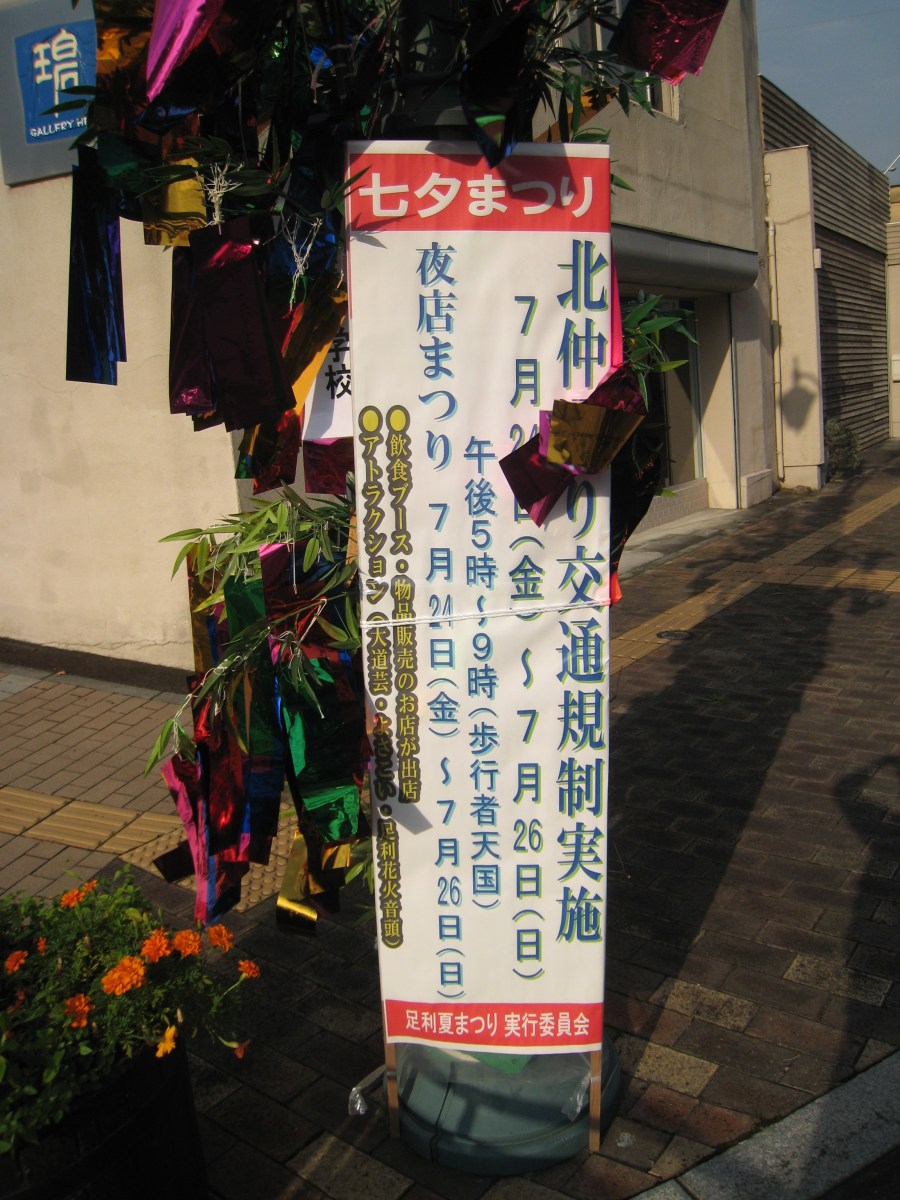 GALLERY
学校
七夕まつり
北仲 り交通規制実施
7月2 日(金)～7月26日(日)
午後5時～9時(歩行者天国)
夜店まつり 7月24日(金)～7月26日(日)
●飲食ブース・物品販売のお店が出店
●アトラクション(大道芸・よさこい・足利花火音頭)
足利夏まつり 実行委員会